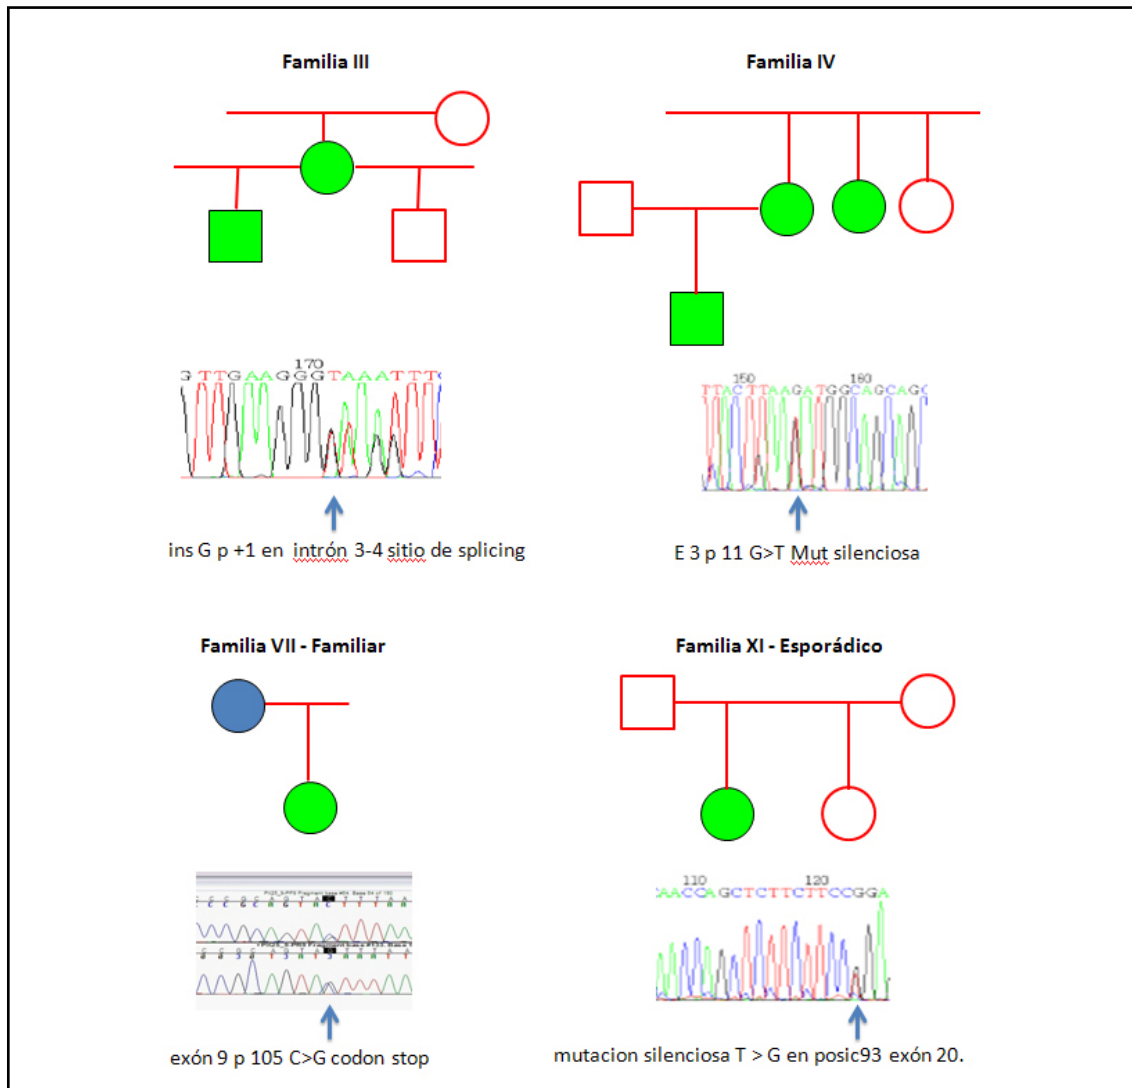 Familia III
Familia IV
170
GTTGAAGGGTAAATTT
ins G p +1 en intrón 3-4 sitio de splicing
150 160
TTACTTAAGATGGCAGCAGC
E 3 p 11 G>T Mut silenciosa
Familia VII - Familiar
Familia XI - Esporádico
C C G C A G T A C T T T A A
exón 9 p 105 C>G codon stop
110 120
AACCAGCTCTTCTTCCGGA
mutacion silenciosa T > G en posic93 exón 20.